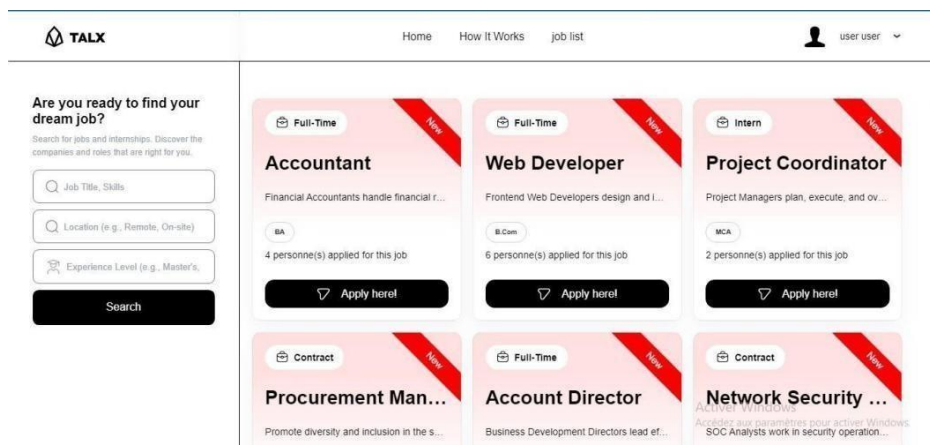 TALX
Home
How It Works
job list
user user
Are you ready to find your
dream job?
Search for jobs and internships. Discover the
companies and roles that are right for you.
Job Title, Skills
Location (e.g., Remote, On-site)
Experience Level (e.g., Master's,
Search
Full-Time
New
Accountant
Financial Accountants handle financial r...
BA
4 personne(s) applied for this job
Apply here!
Full-Time
New
Web Developer
Frontend Web Developers design and i...
B.Com
6 personne(s) applied for this job
Apply here!
Intern
New
Project Coordinator
Project Managers plan, execute, and ov...
MCA
2 personne(s) applied for this job
Apply here!
Contract
New
Procurement Man...
Promote diversity and inclusion in the s...
Full-Time
New
Account Director
Business Development Directors lead ef...
Contract
New
Network Security ...
SOC Analysts work in security operation...
Activer Windows
Accédez aux paramètres pour activer Windows